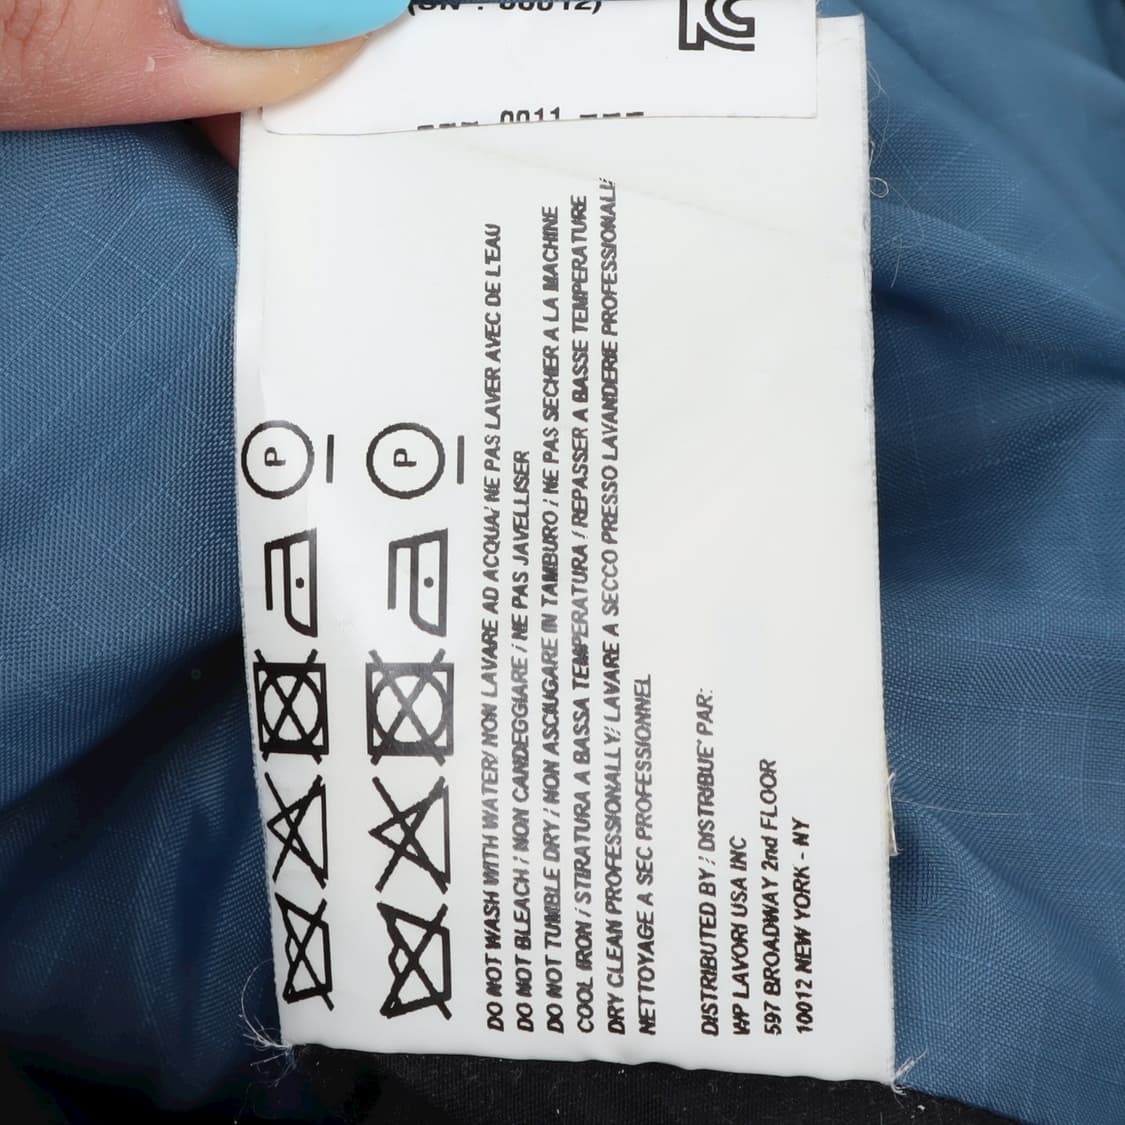 (SN : 00012)
0011
P
P
DO NOT WASH WITH WATER/ NON LAVARE AD ACQUA/ NE PAS LAVER AVEC DE L'EAU
DO NOT BLEACH / NON CANDEGGIARE / NE PAS JAVELLISER
DO NOT TUMBLE DRY / NON ASCIUGARE IN TAMBURO / NE PAS SECHER A LA MACHINE
COOL IRON / STIRATURA A BASSA TEMPERATURA / REPASSER A BASSE TEMPERATURE
DRY CLEAN PROFESSIONALLY/ LAVARE A SECCO PRESSO LAVANDERIE PROFESSIONALI/
NETTOYAGE A SEC PROFESSIONNEL
DISTRIBUTED BY / DISTRIBUE' PAR:
WP LAVORI USA INC
597 BROADWAY 2nd FLOOR
10012 NEW YORK - NY